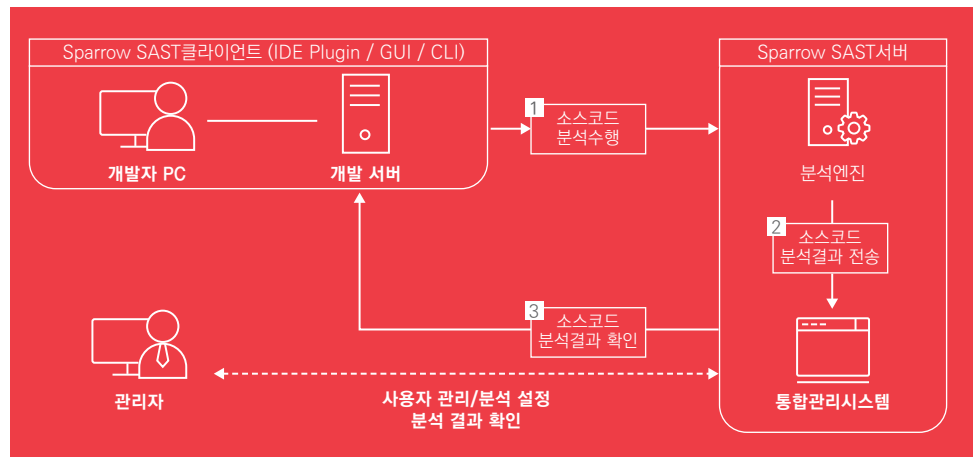 Sparrow SAST클라이언트 (IDE Plugin / GUI / CLI)
개발자 PC
개발 서버
1
소스코드
분석수행
Sparrow SAST서버
분석엔진
2
소스코드
분석결과 전송
3
소스코드
분석결과 확인
통합관리시스템
관리자
사용자 관리/분석 설정
분석 결과 확인